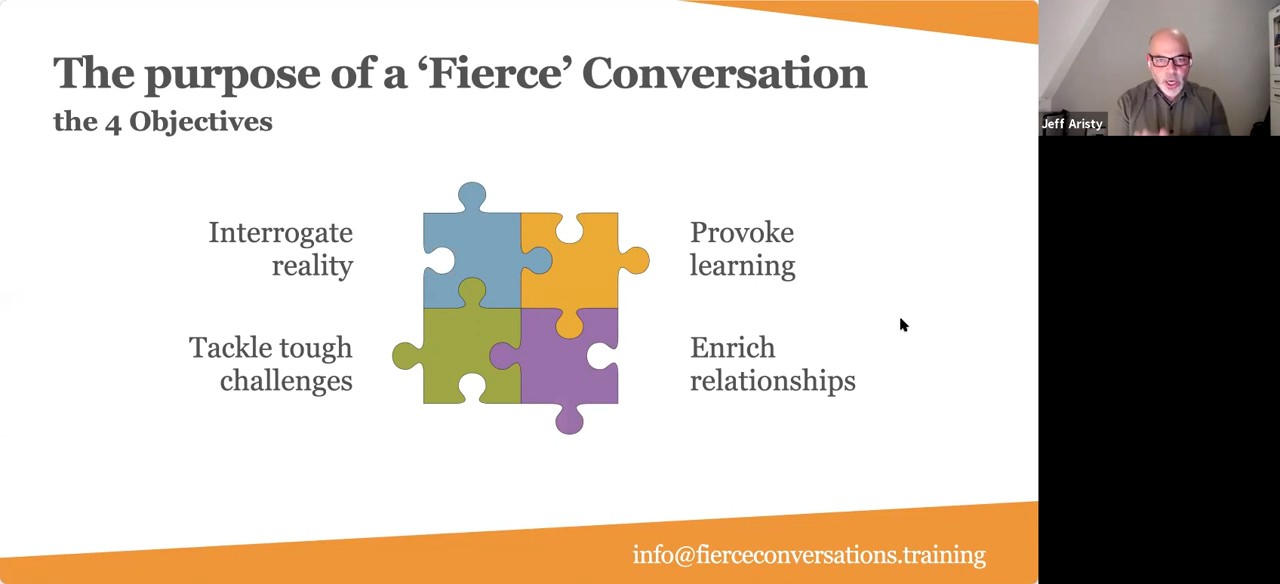 The purpose of a ‘Fierce’ Conversation
the 4 Objectives
Interrogate
reality
Provoke
learning
Tackle tough
challenges
Enrich
relationships
info@fierceconversations.training
Jeff Aristy